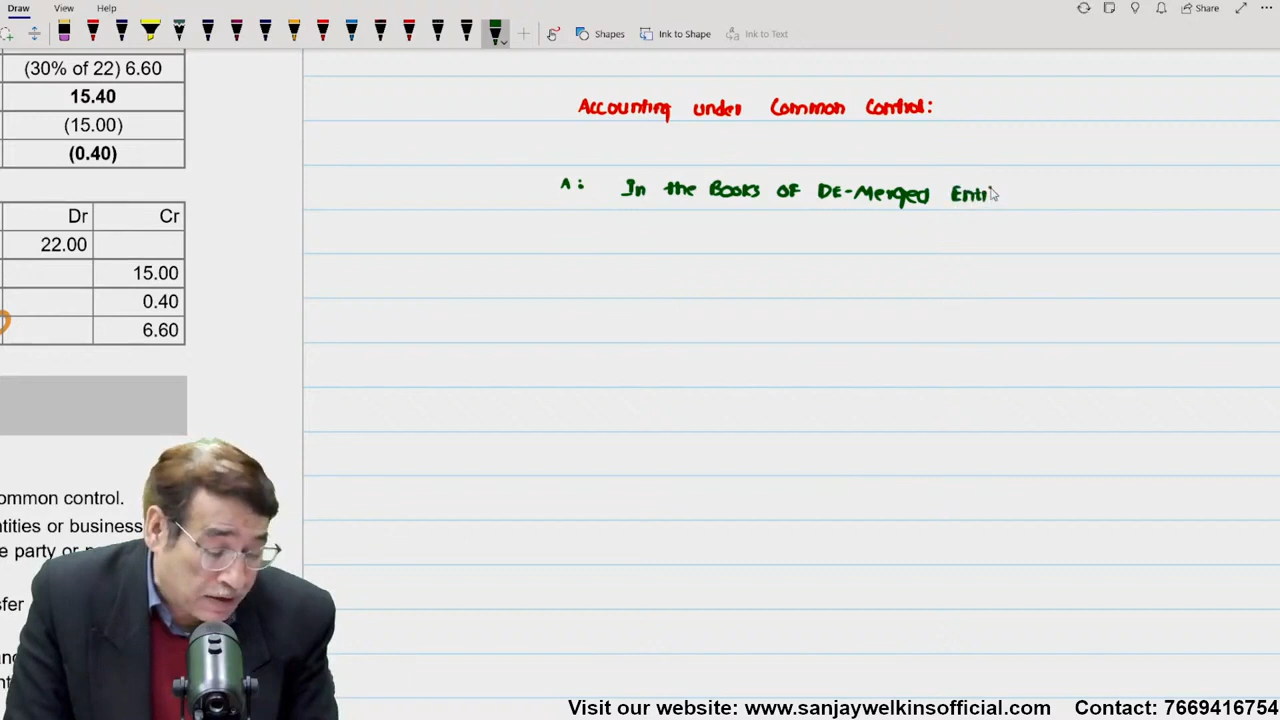 Draw View Help
Share
Shapes Ink to Shape Ink to Text
(30% of 22) 6.60
15.40
(15.00)
(0.40)
Dr Cr
22.00
15.00
0.40
6.60
Accounting under Common Control:
A: In the Books of DE-Merged Enti
ommon control.
ntities or business
e party or
sfer
Visit our website: www.sanjaywelkinsofficial.com Contact: 7669416754